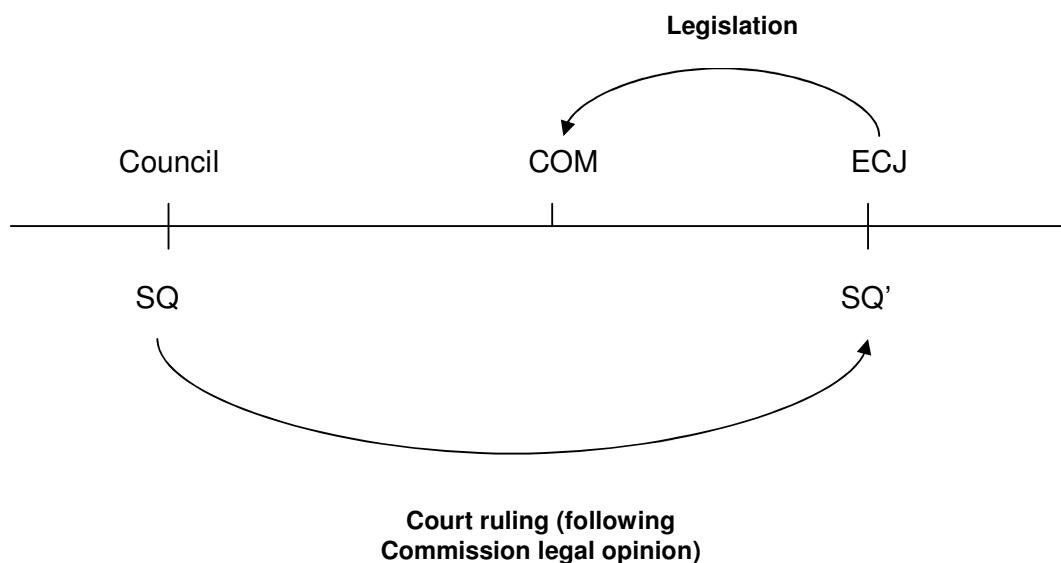 Legislation
Council COM ECJ
SQ SQ’
Court ruling (following
Commission legal opinion)